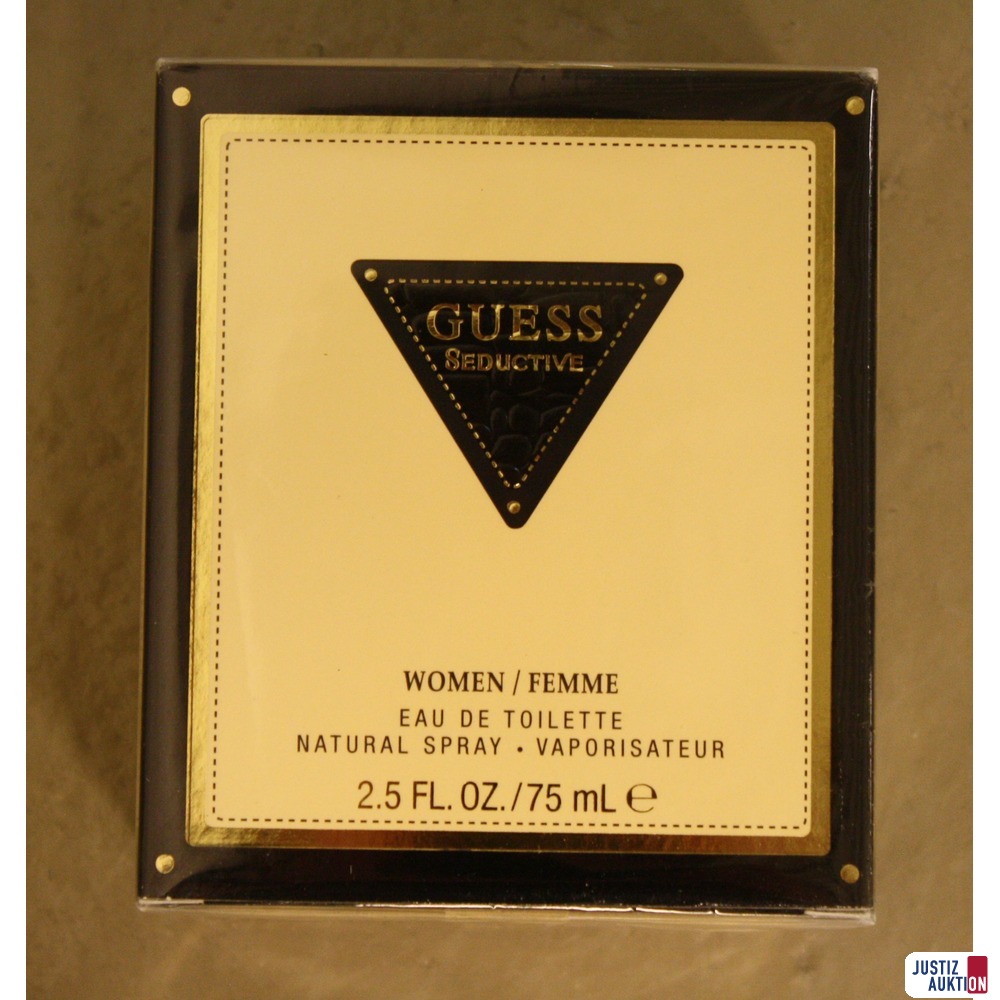 GUESS
SEDUCTIVE
WOMEN / FEMME
EAU DE TOILETTE
NATURAL SPRAY • VAPORISATEUR
2.5 FL. OZ. / 75 mL ℮
JUSTIZ
AUKTION